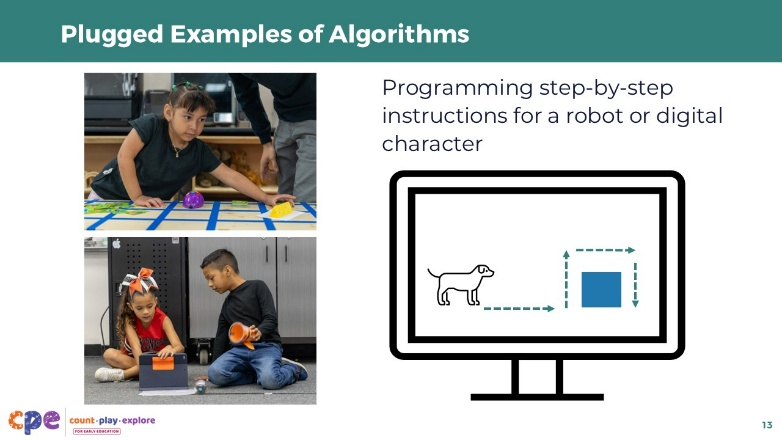 Plugged Examples of Algorithms
Programming step-by-step
instructions for a robot or digital
character
cpe
count·play·explore
FOR EARLY EDUCATION
13